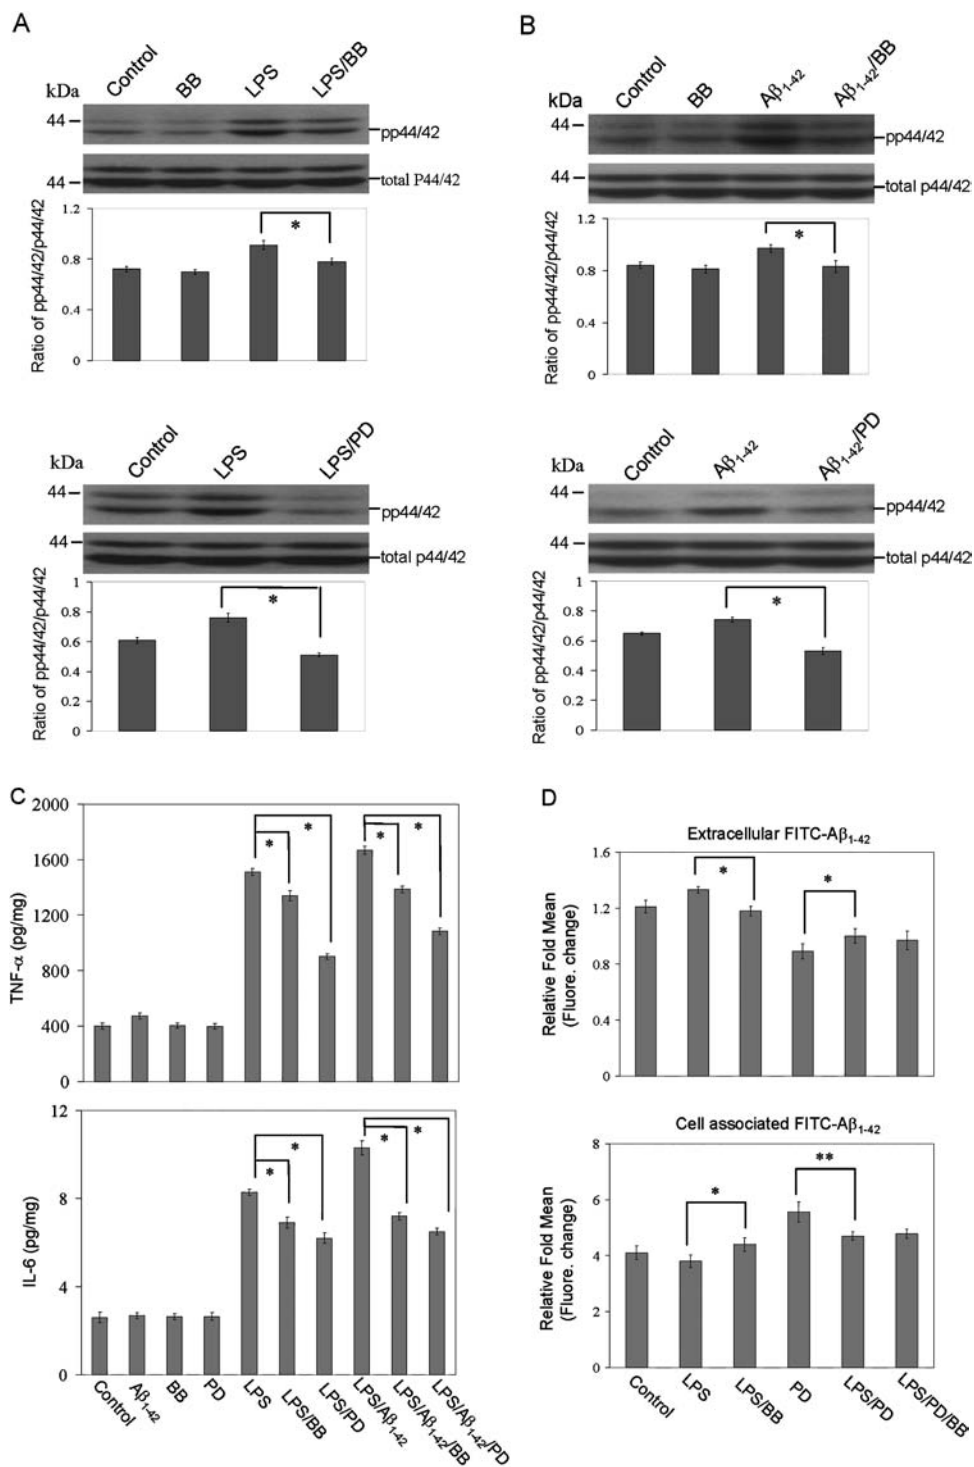 A
Control BB LPS LPS/BB
kDa
44
pp44/42
44
total P44/42
Ratio of pp44/42/p44/42
1.2
0.8
0.4
0
*
Control LPS LPS/PD
kDa
44
pp44/42
44
total p44/42
Ratio of pp44/42/p44/42
1
0.8
0.6
0.4
0.2
0
*
B
Control BB Aβ1-42 Aβ1-42/BB
kDa
44
pp44/42
44
total p44/42
Ratio of pp44/42/p44/42
1.2
0.8
0.4
0
*
Control Aβ1-42 Aβ1-42/PD
kDa
44
pp44/42
44
total p44/42
Ratio of pp44/42/p44/42
1
0.8
0.6
0.4
0.2
0
*
C
TNF-α (pg/mg)
2000
1600
1200
800
400
0
* * * *
IL-6 (pg/mg)
12
8
4
0
* * * *
Control Aβ1-42 BB PD LPS LPS/BB LPS/PD LPS/Aβ1-42 LPS/Aβ1-42/BB LPS/Aβ1-42/PD
D
Extracellular FITC-Aβ1-42
Relative Fold Mean
(Fluore. change)
1.6
1.2
0.8
0.4
0
* *
Cell associated FITC-Aβ1-42
Relative Fold Mean
(Fluore. change)
8
6
4
2
0
* **
Control LPS LPS/BB PD LPS/PD LPS/PD/BB